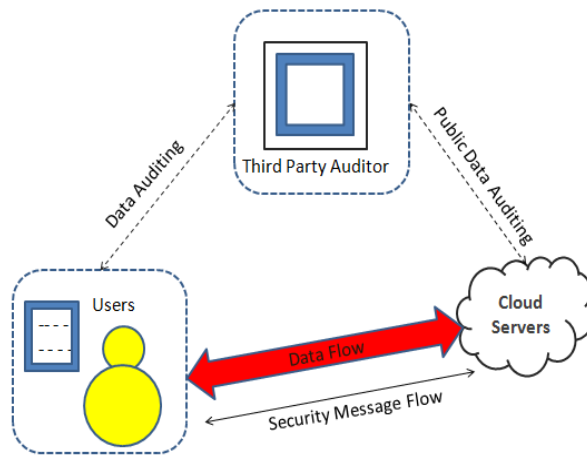 Third Party Auditor
Data Auditing
Public Data Auditing
Users
Cloud
Servers
Data Flow
Security Message Flow